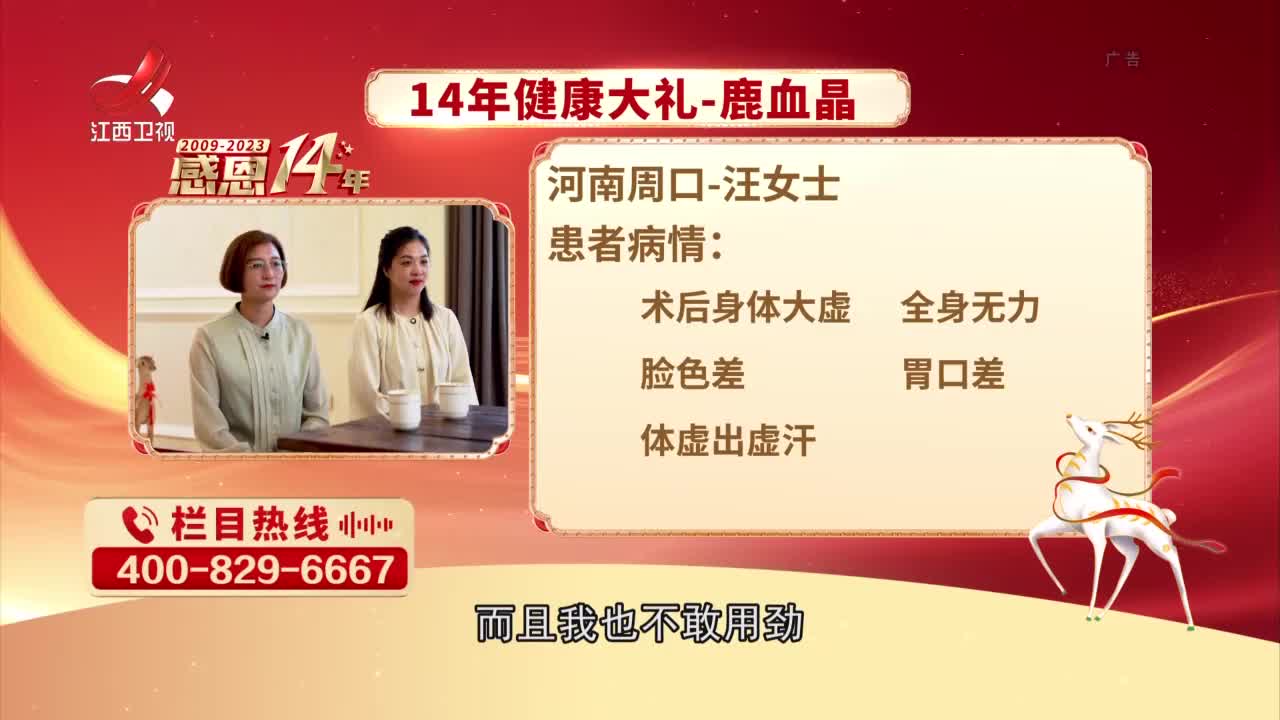 广告
江西卫视
14年健康大礼-鹿血晶
2009-2023
感恩14年
河南周口-汪女士
患者病情：
术后身体大虚 全身无力
脸色差 胃口差
体虚出虚汗
栏目热线
400-829-6667
而且我也不敢用劲